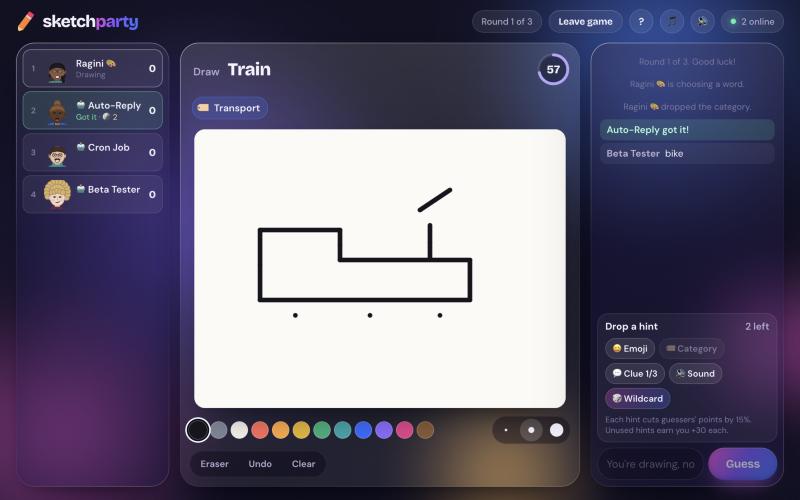 sketchparty
Round 1 of 3
Leave game
?
2 online
1
Ragini
Drawing
0
2
Auto-Reply
Got it · 2
0
3
Cron Job
0
4
Beta Tester
0
Draw Train
57
Transport
Eraser
Undo
Clear
Round 1 of 3. Good luck!
Ragini is choosing a word.
Ragini dropped the category.
Auto-Reply got it!
Beta Tester bike
Drop a hint
2 left
Emoji
Category
Clue 1/3
Sound
Wildcard
Each hint cuts guessers' points by 15%.
Unused hints earn you +30 each.
You're drawing, no
Guess